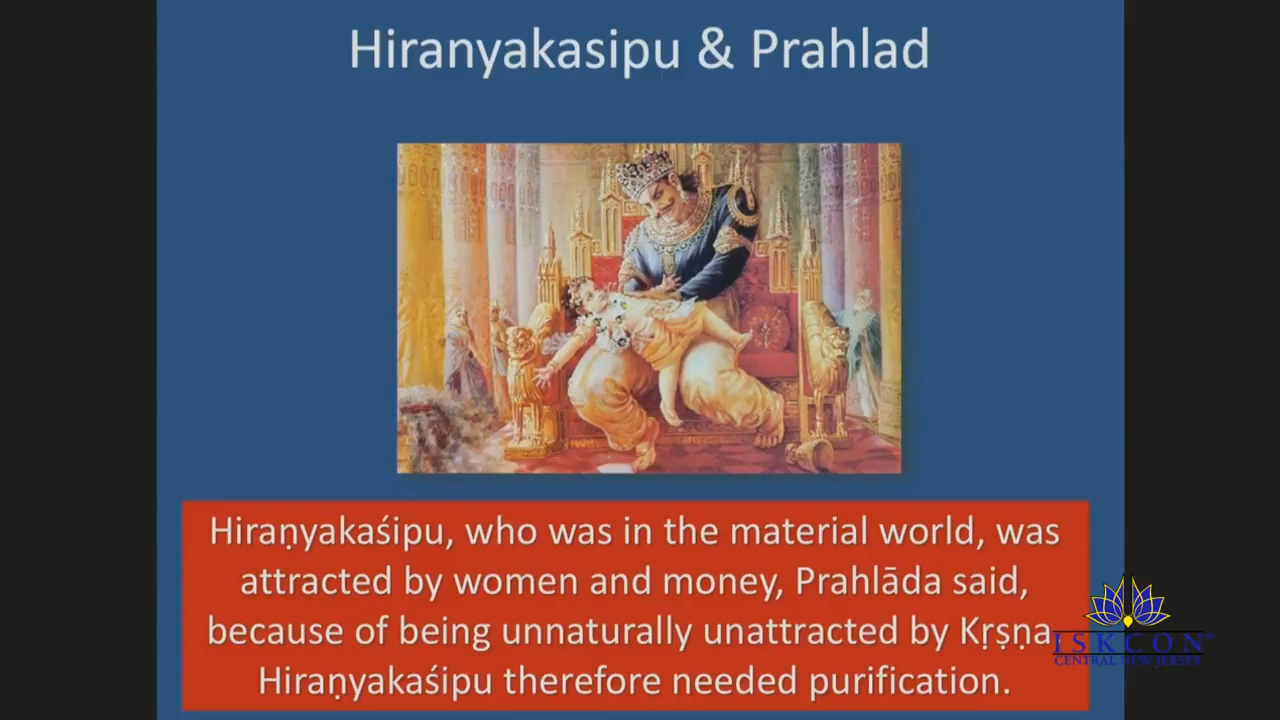 Hiranyakasipu & Prahlad
Hiraṇyakaśipu, who was in the material world, was
attracted by women and money, Prahlāda said,
because of being unnaturally unattracted by Kṛṣṇa.
Hiraṇyakaśipu therefore needed purification.
ISKCON®
CENTRAL NEW JERSEY